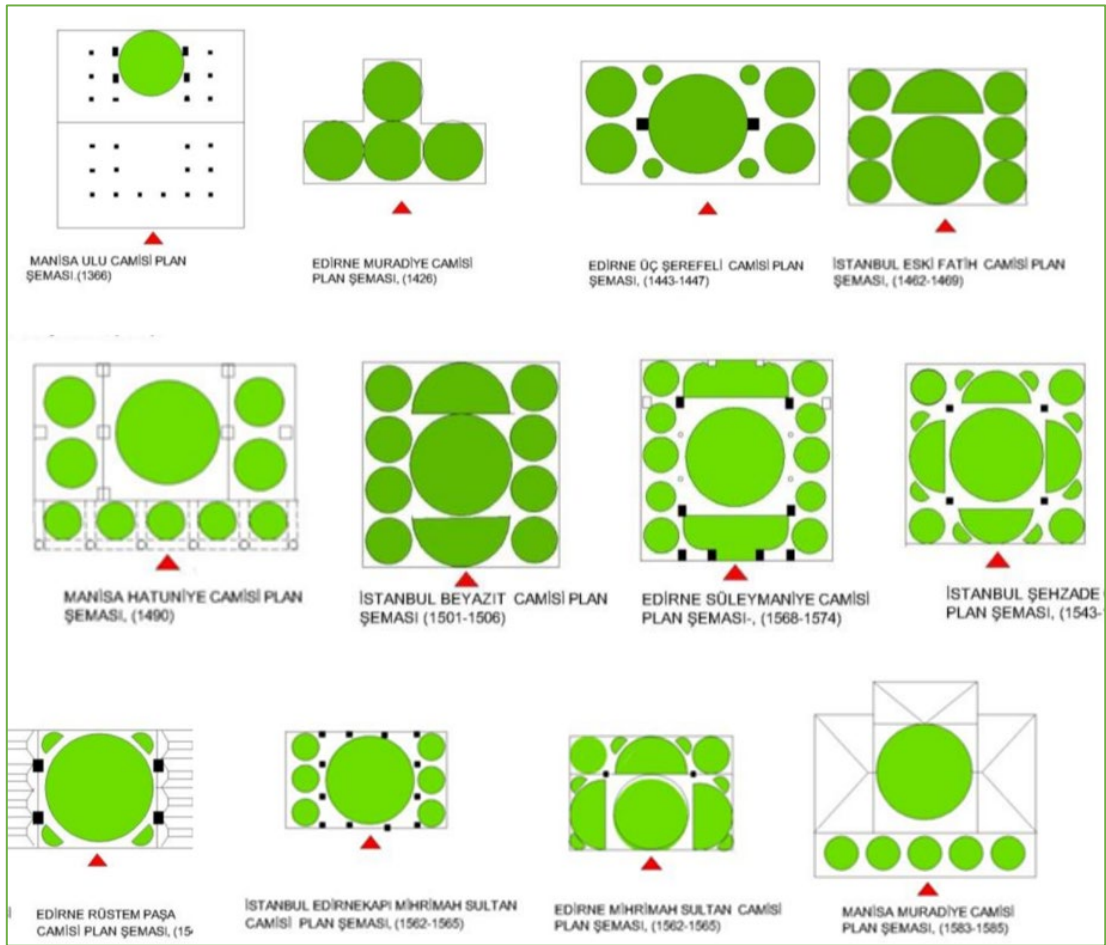 MANİSA ULU CAMİSİ PLAN
ŞEMASI.(1366)
EDİRNE MURADİYE CAMİSİ
PLAN ŞEMASI, (1426)
EDİRNE ÜÇ ŞEREFELİ CAMİSİ PLAN
ŞEMASI, (1443-1447)
İSTANBUL ESKİ FATİH CAMİSİ PLAN
ŞEMASI, (1462-1469)
MANİSA HATUNİYE CAMİSİ PLAN
ŞEMASI, (1490)
İSTANBUL BEYAZIT CAMİSİ PLAN
ŞEMASI (1501-1506)
EDİRNE SÜLEYMANİYE CAMİSİ
PLAN ŞEMASI-, (1568-1574)
İSTANBUL ŞEHZADE
PLAN ŞEMASI, (1543-
EDİRNE RÜSTEM PAŞA
CAMİSİ PLAN ŞEMASI, (15
İSTANBUL EDİRNEKAPI MİHRİMAH SULTAN
CAMİSİ PLAN ŞEMASI, (1562-1565)
EDİRNE MİHRİMAH SULTAN CAMİSİ
PLAN ŞEMASI, (1562-1565)
MANİSA MURADİYE CAMİSİ
PLAN ŞEMASI, (1583-1585)